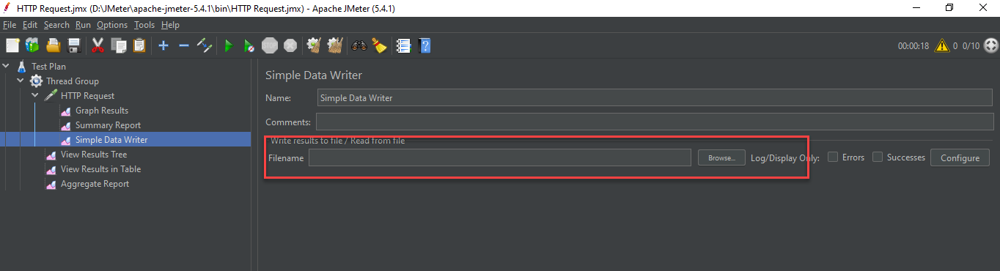 HTTP Request.jmx (D:\JMeter\apache-jmeter-5.4.1\bin\HTTP Request.jmx) - Apache JMeter (5.4.1)
File Edit Search Run Options Tools Help
STOP 00:00:18 0 0/10
Test Plan
Thread Group
HTTP Request
Graph Results
Summary Report
Simple Data Writer
View Results Tree
View Results in Table
Aggregate Report
Simple Data Writer
Name: Simple Data Writer
Comments:
Write results to file / Read from file
Filename Browse... Log/Display Only: Errors Successes Configure